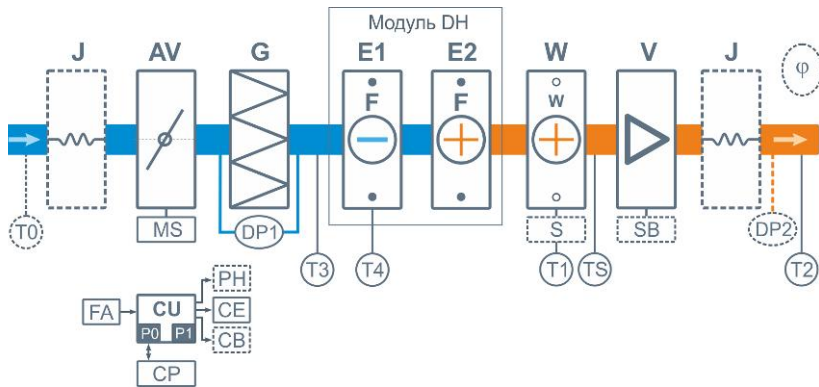 Модуль DH
J AV G E1 E2 W V J φ
F F W
MS DP1 S SB DP2
T0 T3 T4 T1 TS T2
PH
FA CU CE
P0 P1 CB
CP